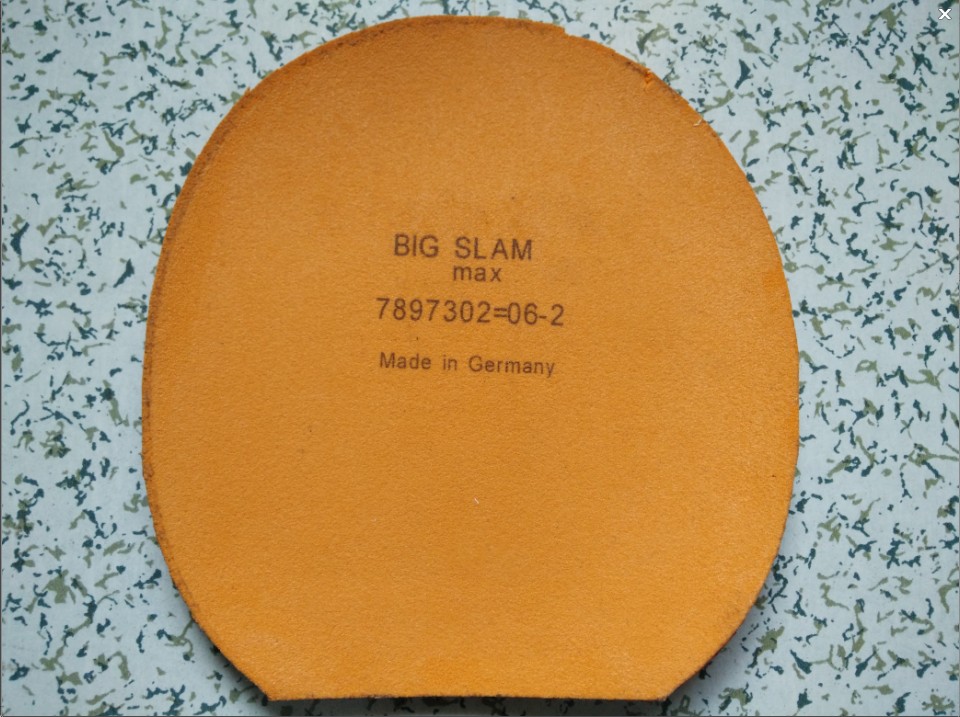 BIG SLAM
max
7897302=06-2
Made in Germany